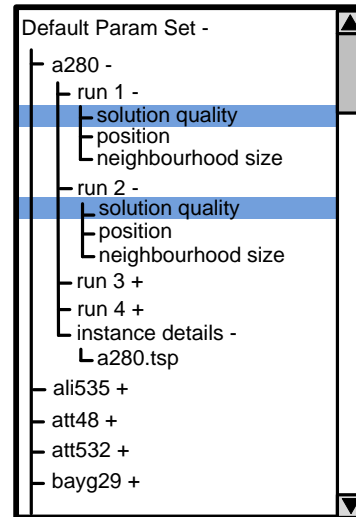 Default Param Set -
a280 -
run 1 -
solution quality
position
neighbourhood size
run 2 -
solution quality
position
neighbourhood size
run 3 +
run 4 +
instance details -
a280.tsp
ali535 +
att48 +
att532 +
bayg29 +